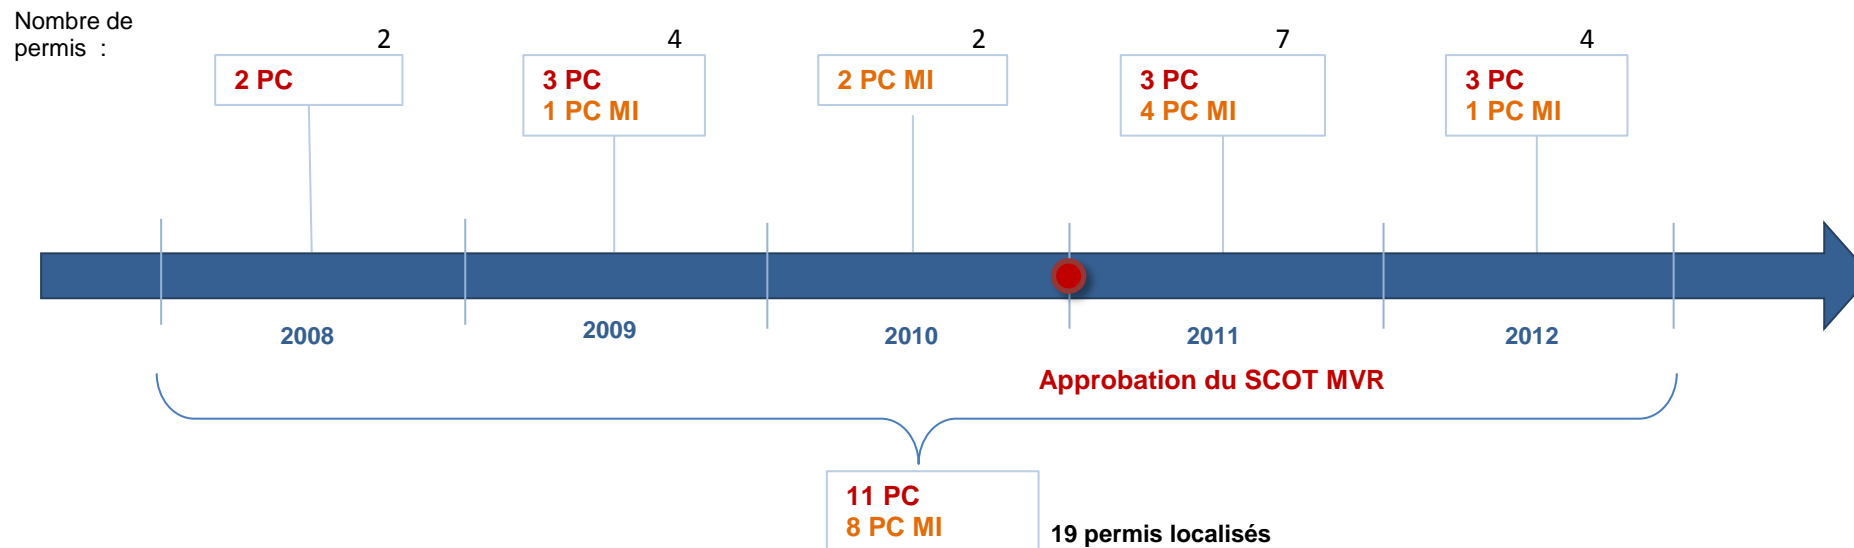 Nombre de
permis :
2
4
2
7
4
2 PC
3 PC
1 PC MI
2 PC MI
3 PC
4 PC MI
3 PC
1 PC MI
2008
2009
2010
2011
2012
Approbation du SCOT MVR
11 PC
8 PC MI
19 permis localisés